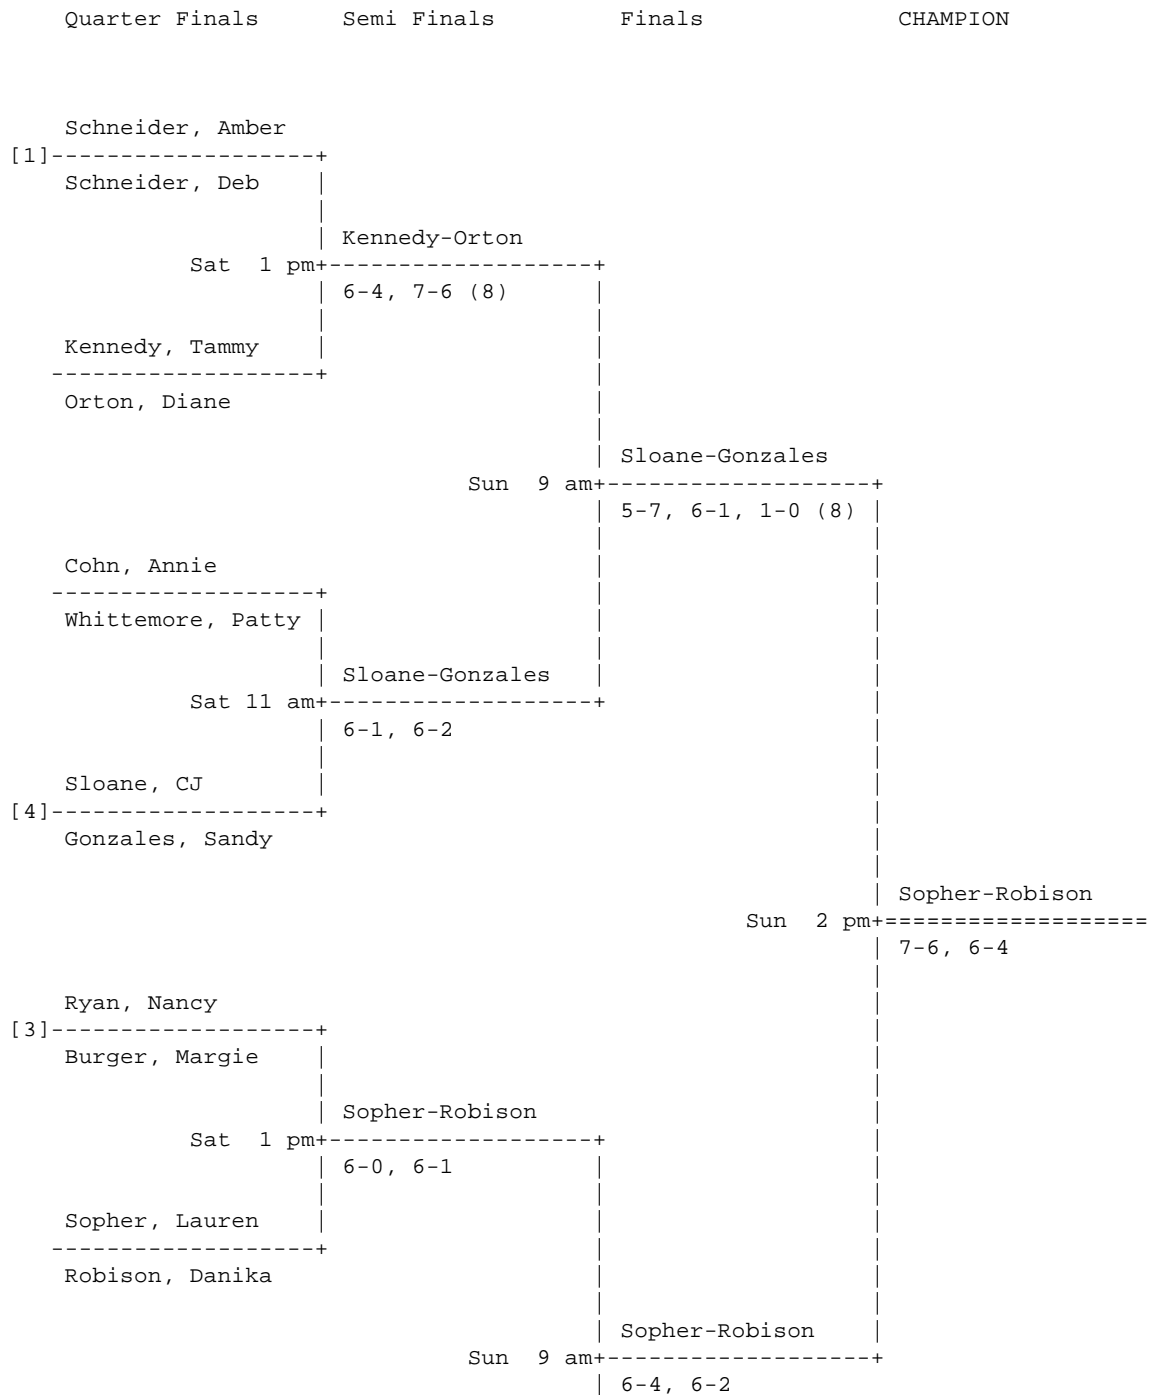 Quarter Finals Semi Finals Finals CHAMPION
Schneider, Amber
[1]-------------------+
Schneider, Deb |
|
| Kennedy-Orton
Sat 1 pm+-------------------+
| 6-4, 7-6 (8) |
| |
Kennedy, Tammy | |
-------------------+ |
Orton, Diane |
|
| Sloane-Gonzales
Sun 9 am+-------------------+
| 5-7, 6-1, 1-0 (8) |
| |
Cohn, Annie | |
-------------------+ | |
Whittemore, Patty | | |
| | |
| Sloane-Gonzales | |
Sat 11 am+-------------------+ |
| 6-1, 6-2 |
| |
Sloane, CJ | |
[4]-------------------+ |
Gonzales, Sandy |
|
| Sopher-Robison
Sun 2 pm+===================
| 7-6, 6-4
|
Ryan, Nancy |
[3]-------------------+ |
Burger, Margie | |
| |
| Sopher-Robison |
Sat 1 pm+-------------------+ |
| 6-0, 6-1 | |
| | |
Sopher, Lauren | | |
-------------------+ | |
Robison, Danika | |
| |
| Sopher-Robison |
Sun 9 am+-------------------+
| 6-4, 6-2